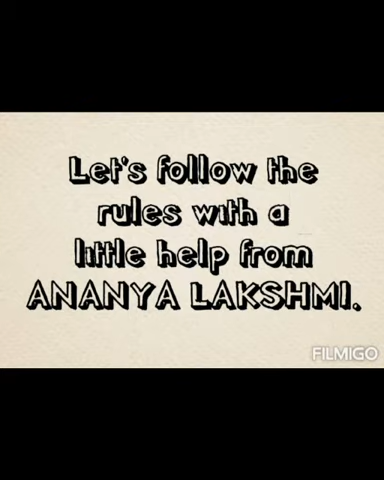 Let's follow the
rules with a
little help from
ANANYA LAKSHMI.
FILMIGO